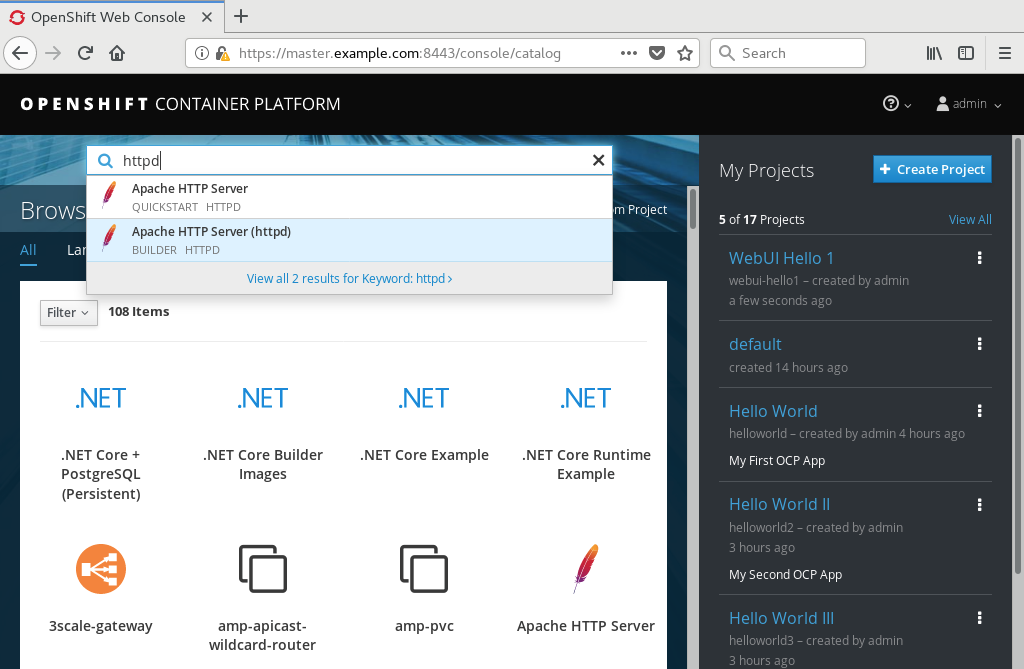 OpenShift Web Console
https://master.example.com:8443/console/catalog
Search
OPENSHIFT CONTAINER PLATFORM
admin
httpd
Apache HTTP Server
QUICKSTART HTTPD
Apache HTTP Server (httpd)
BUILDER HTTPD
View all 2 results for Keyword: httpd
Brows
om Project
All
Lan
Filter
108 Items
.NET
.NET
.NET
.NET
.NET Core +
PostgreSQL
(Persistent)
.NET Core Builder
Images
.NET Core Example
.NET Core Runtime
Example
3scale-gateway
amp-apicast-
wildcard-router
amp-pvc
Apache HTTP Server
My Projects
Create Project
5 of 17 Projects
View All
WebUI Hello 1
webui-hello1 – created by admin
a few seconds ago
default
created 14 hours ago
Hello World
helloworld – created by admin 4 hours ago
My First OCP App
Hello World II
helloworld2 – created by admin
3 hours ago
My Second OCP App
Hello World III
helloworld3 – created by admin
3 hours ago